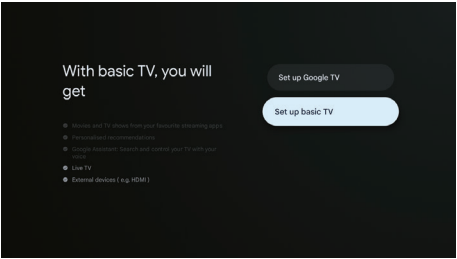 With basic TV, you will
get
Movies and TV shows from your favourite streaming apps
Personalised recommendations
Google Assistant: Search and control your TV with your
voice
Live TV
External devices ( e.g. HDMI )
Set up Google TV
Set up basic TV